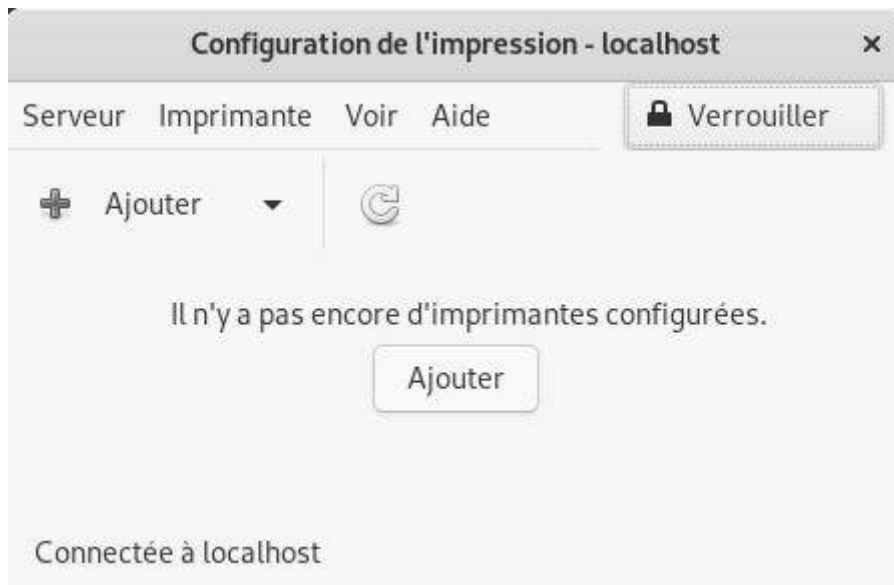 Configuration de l'impression - localhost ×
Serveur Imprimante Voir Aide Verrouiller
Ajouter
Il n'y a pas encore d'imprimantes configurées.
Ajouter
Connectée à localhost